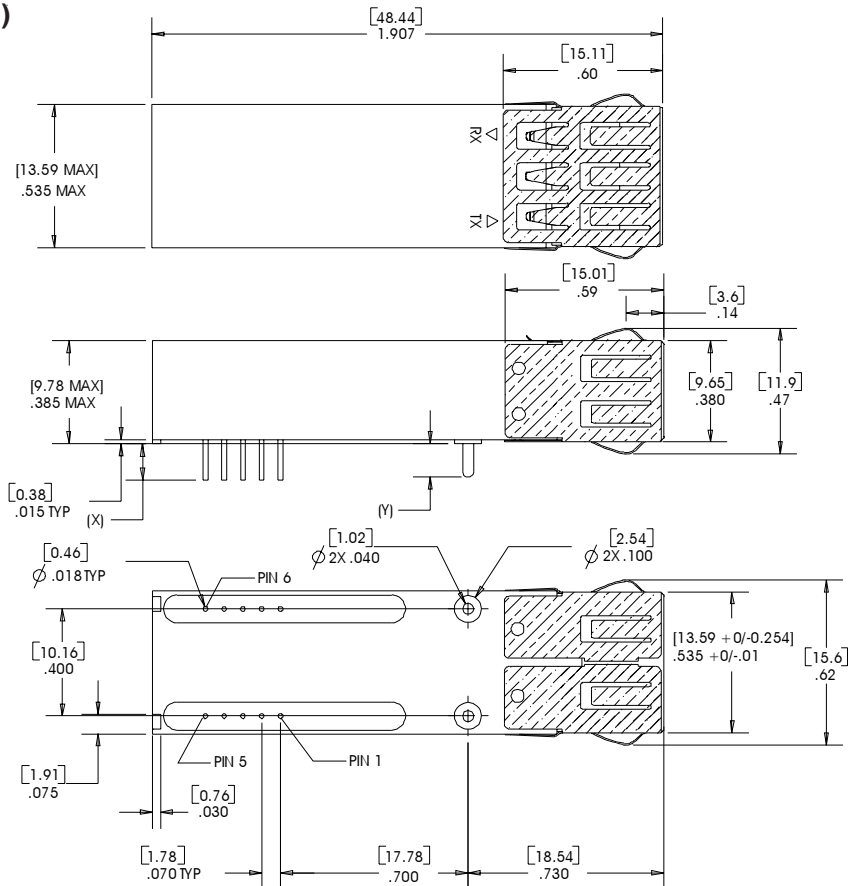 )
[48.44]
1.907
[15.11]
.60
RX
TX
[13.59 MAX]
.535 MAX
[15.01]
.59
[3.6]
.14
[9.78 MAX]
.385 MAX
[9.65]
.380
[11.9]
.47
[0.38]
.015 TYP
(X)
(Y)
[0.46]
Ø .018 TYP
PIN 6
[1.02]
Ø 2X .040
[2.54]
Ø 2X .100
[10.16]
.400
[13.59 +0/-0.254]
.535 +0/-.01
[15.6]
.62
PIN 5
PIN 1
[1.91]
.075
[0.76]
.030
[1.78]
.070 TYP
[17.78]
.700
[18.54]
.730